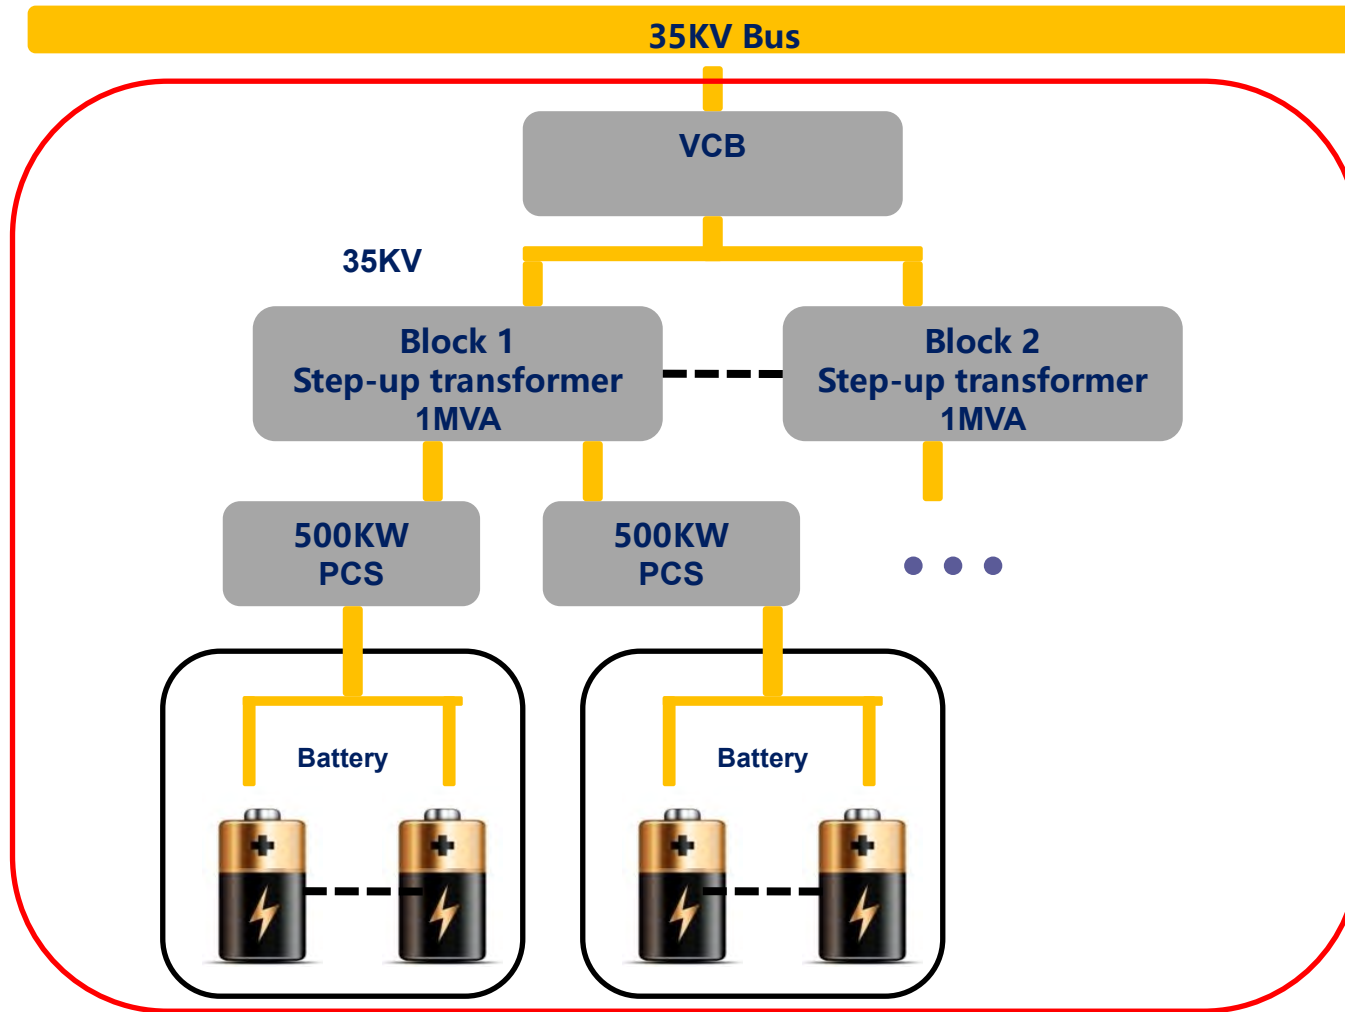 35KV Bus
VCB
35KV
Block 1
Step-up transformer
1MVA
Block 2
Step-up transformer
1MVA
500KW
PCS
500KW
PCS
Battery
Battery